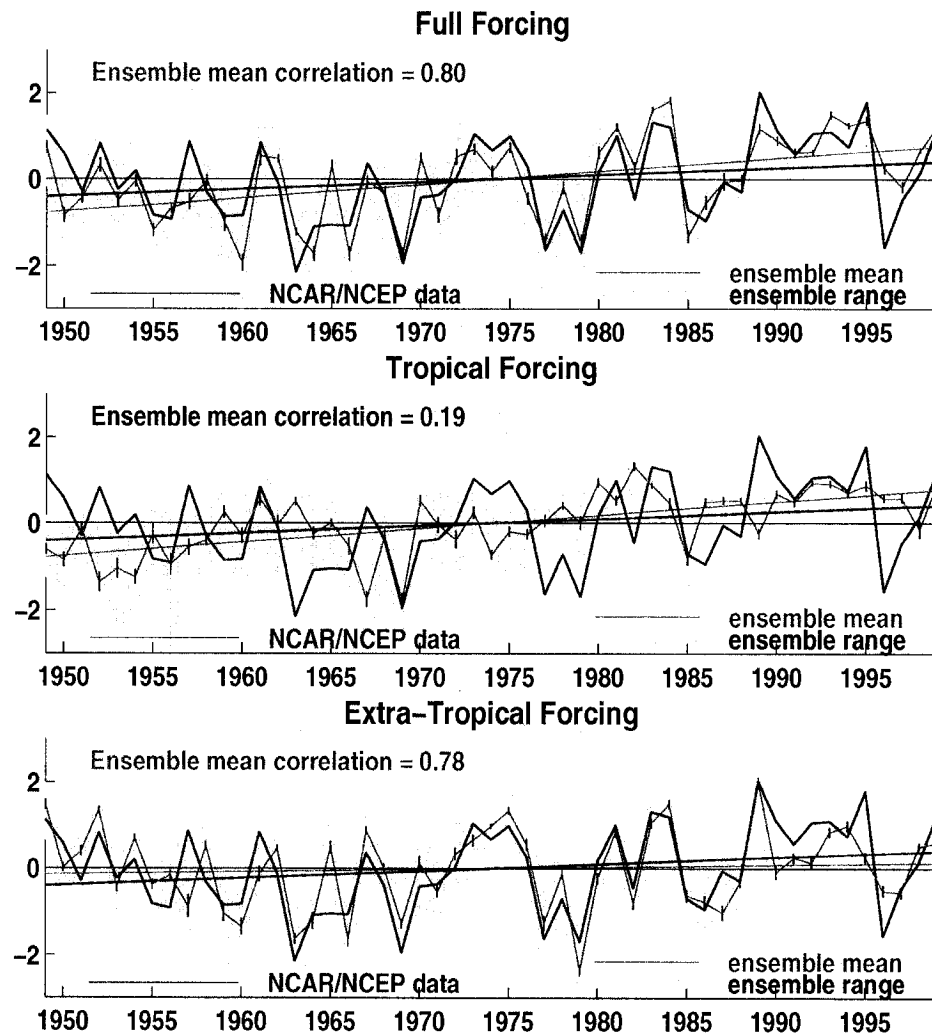 Full Forcing
Ensemble mean correlation = 0.80
2
0
−2
NCAR/NCEP data
ensemble mean
ensemble range
1950 1955 1960 1965 1970 1975 1980 1985 1990 1995
Tropical Forcing
Ensemble mean correlation = 0.19
2
0
−2
NCAR/NCEP data
ensemble mean
ensemble range
1950 1955 1960 1965 1970 1975 1980 1985 1990 1995
Extra−Tropical Forcing
Ensemble mean correlation = 0.78
2
0
−2
NCAR/NCEP data
ensemble mean
ensemble range
1950 1955 1960 1965 1970 1975 1980 1985 1990 1995